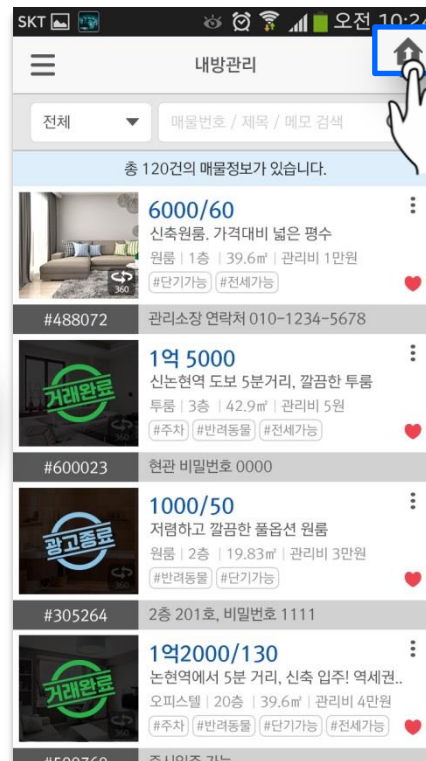 SKT 오전 10:24
내방관리
전체 매물번호 / 제목 / 메모 검색
총 120건의 매물정보가 있습니다.
6000/60
신축원룸. 가격대비 넓은 평수
원룸 | 1층 | 39.6㎡ | 관리비 1만원
360 #단기가능 #전세가능
#488072 관리소장 연락처 010-1234-5678
1억 5000
신논현역 도보 5분거리, 깔끔한 투룸
거래완료 투룸 | 3층 | 42.9㎡ | 관리비 5원
360 #주차 #반려동물 #전세가능
#600023 현관 비밀번호 0000
1000/50
저렴하고 깔끔한 풀옵션 원룸
광고종료 원룸 | 2층 | 19.83㎡ | 관리비 3만원
360 #반려동물 #단기가능
#305264 2층 201호, 비밀번호 1111
1억2000/130
논현역에서 5분 거리, 신축 입주! 역세권..
거래완료 오피스텔 | 20층 | 39.6㎡ | 관리비 4만원
360 #주차 #반려동물 #단기가능 #전세가능